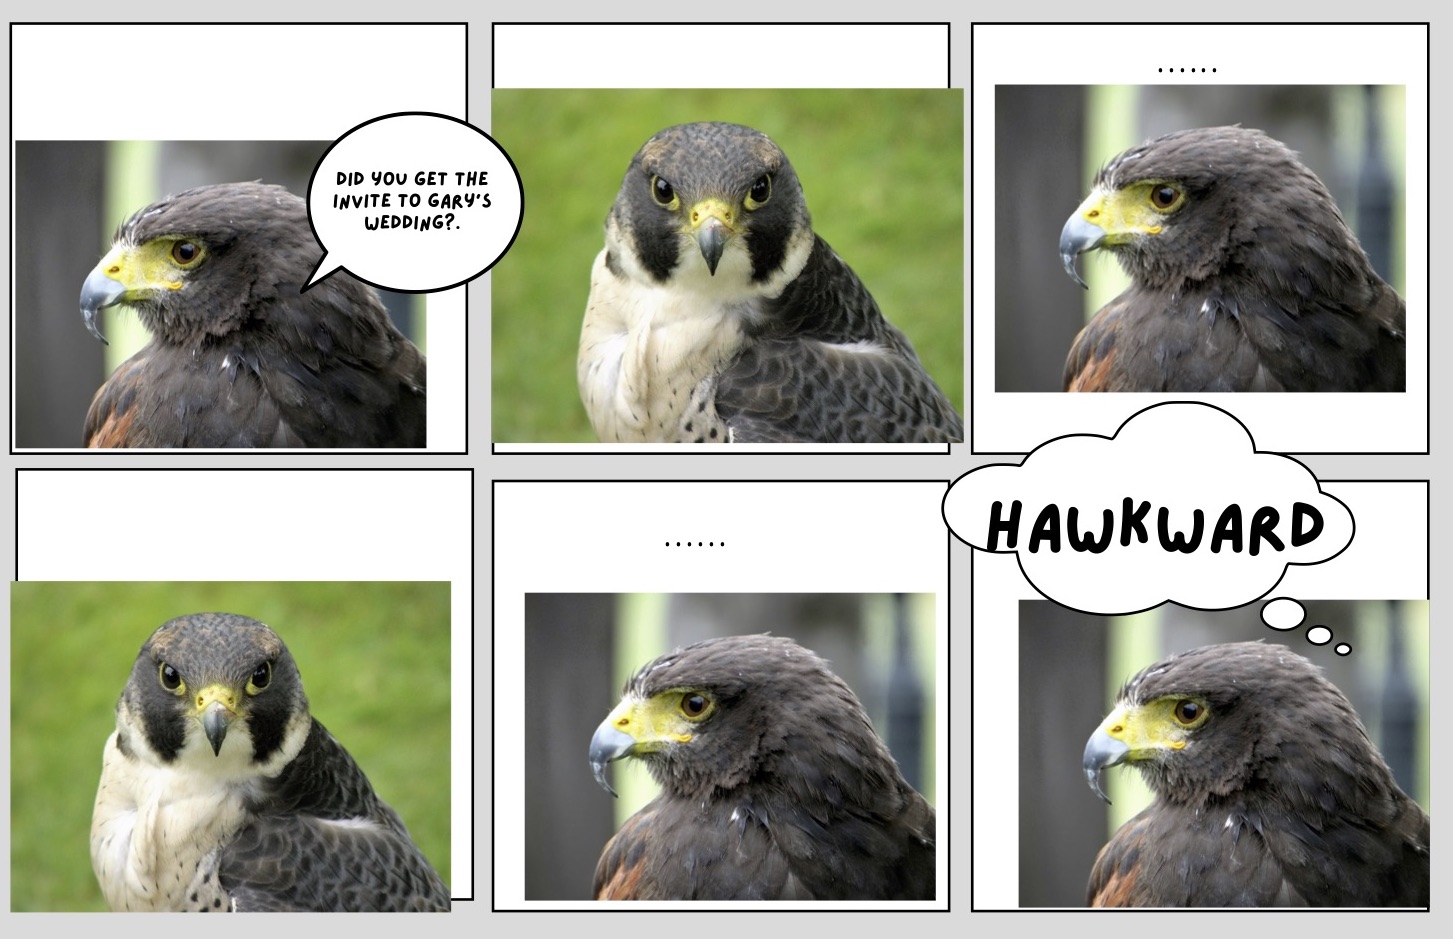 DID YOU GET THE
INVITE TO GARY'S
WEDDING?.
......
......
HAWKWARD